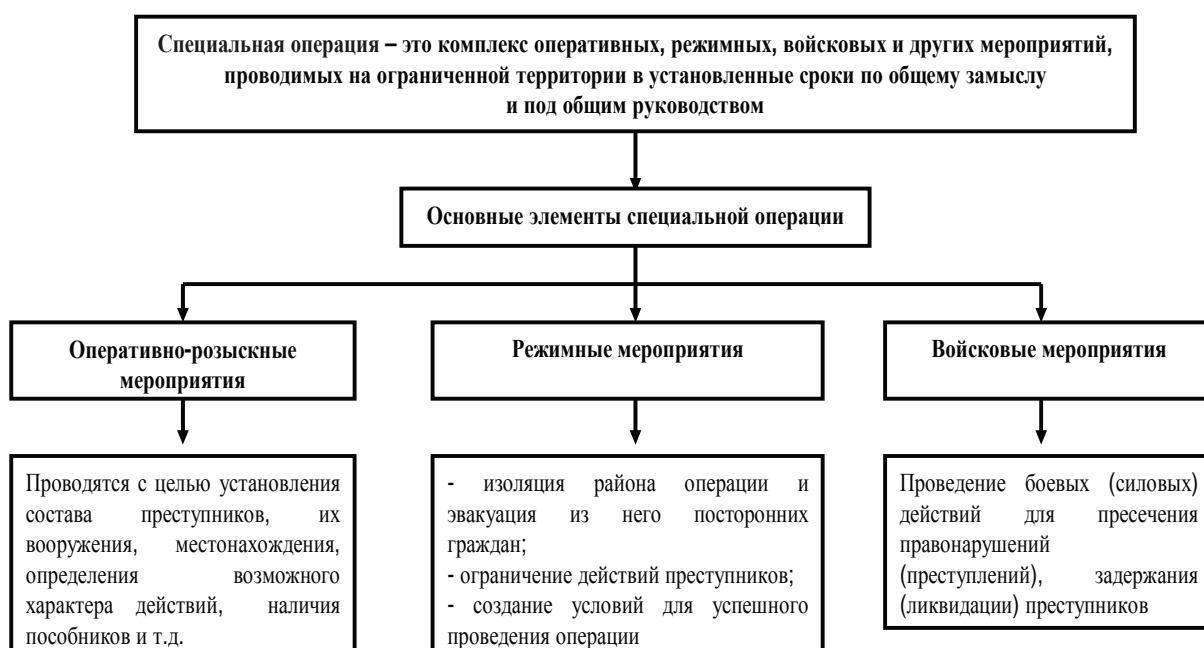 Специальная операция – это комплекс оперативных, режимных, войсковых и других мероприятий,
проводимых на ограниченной территории в установленные сроки по общему замыслу
и под общим руководством
Основные элементы специальной операции
Оперативно-розыскные
мероприятия
Режимные мероприятия
Войсковые мероприятия
Проводятся с целью установления
состава преступников, их
вооружения, местонахождения,
определения возможного
характера действий, наличия
пособников и т.д.
- изоляция района операции и
эвакуация из него посторонних
граждан;
- ограничение действий преступников;
- создание условий для успешного
проведения операции
Проведение боевых (силовых)
действий для пресечения
правонарушений
(преступлений), задержания
(ликвидации) преступников